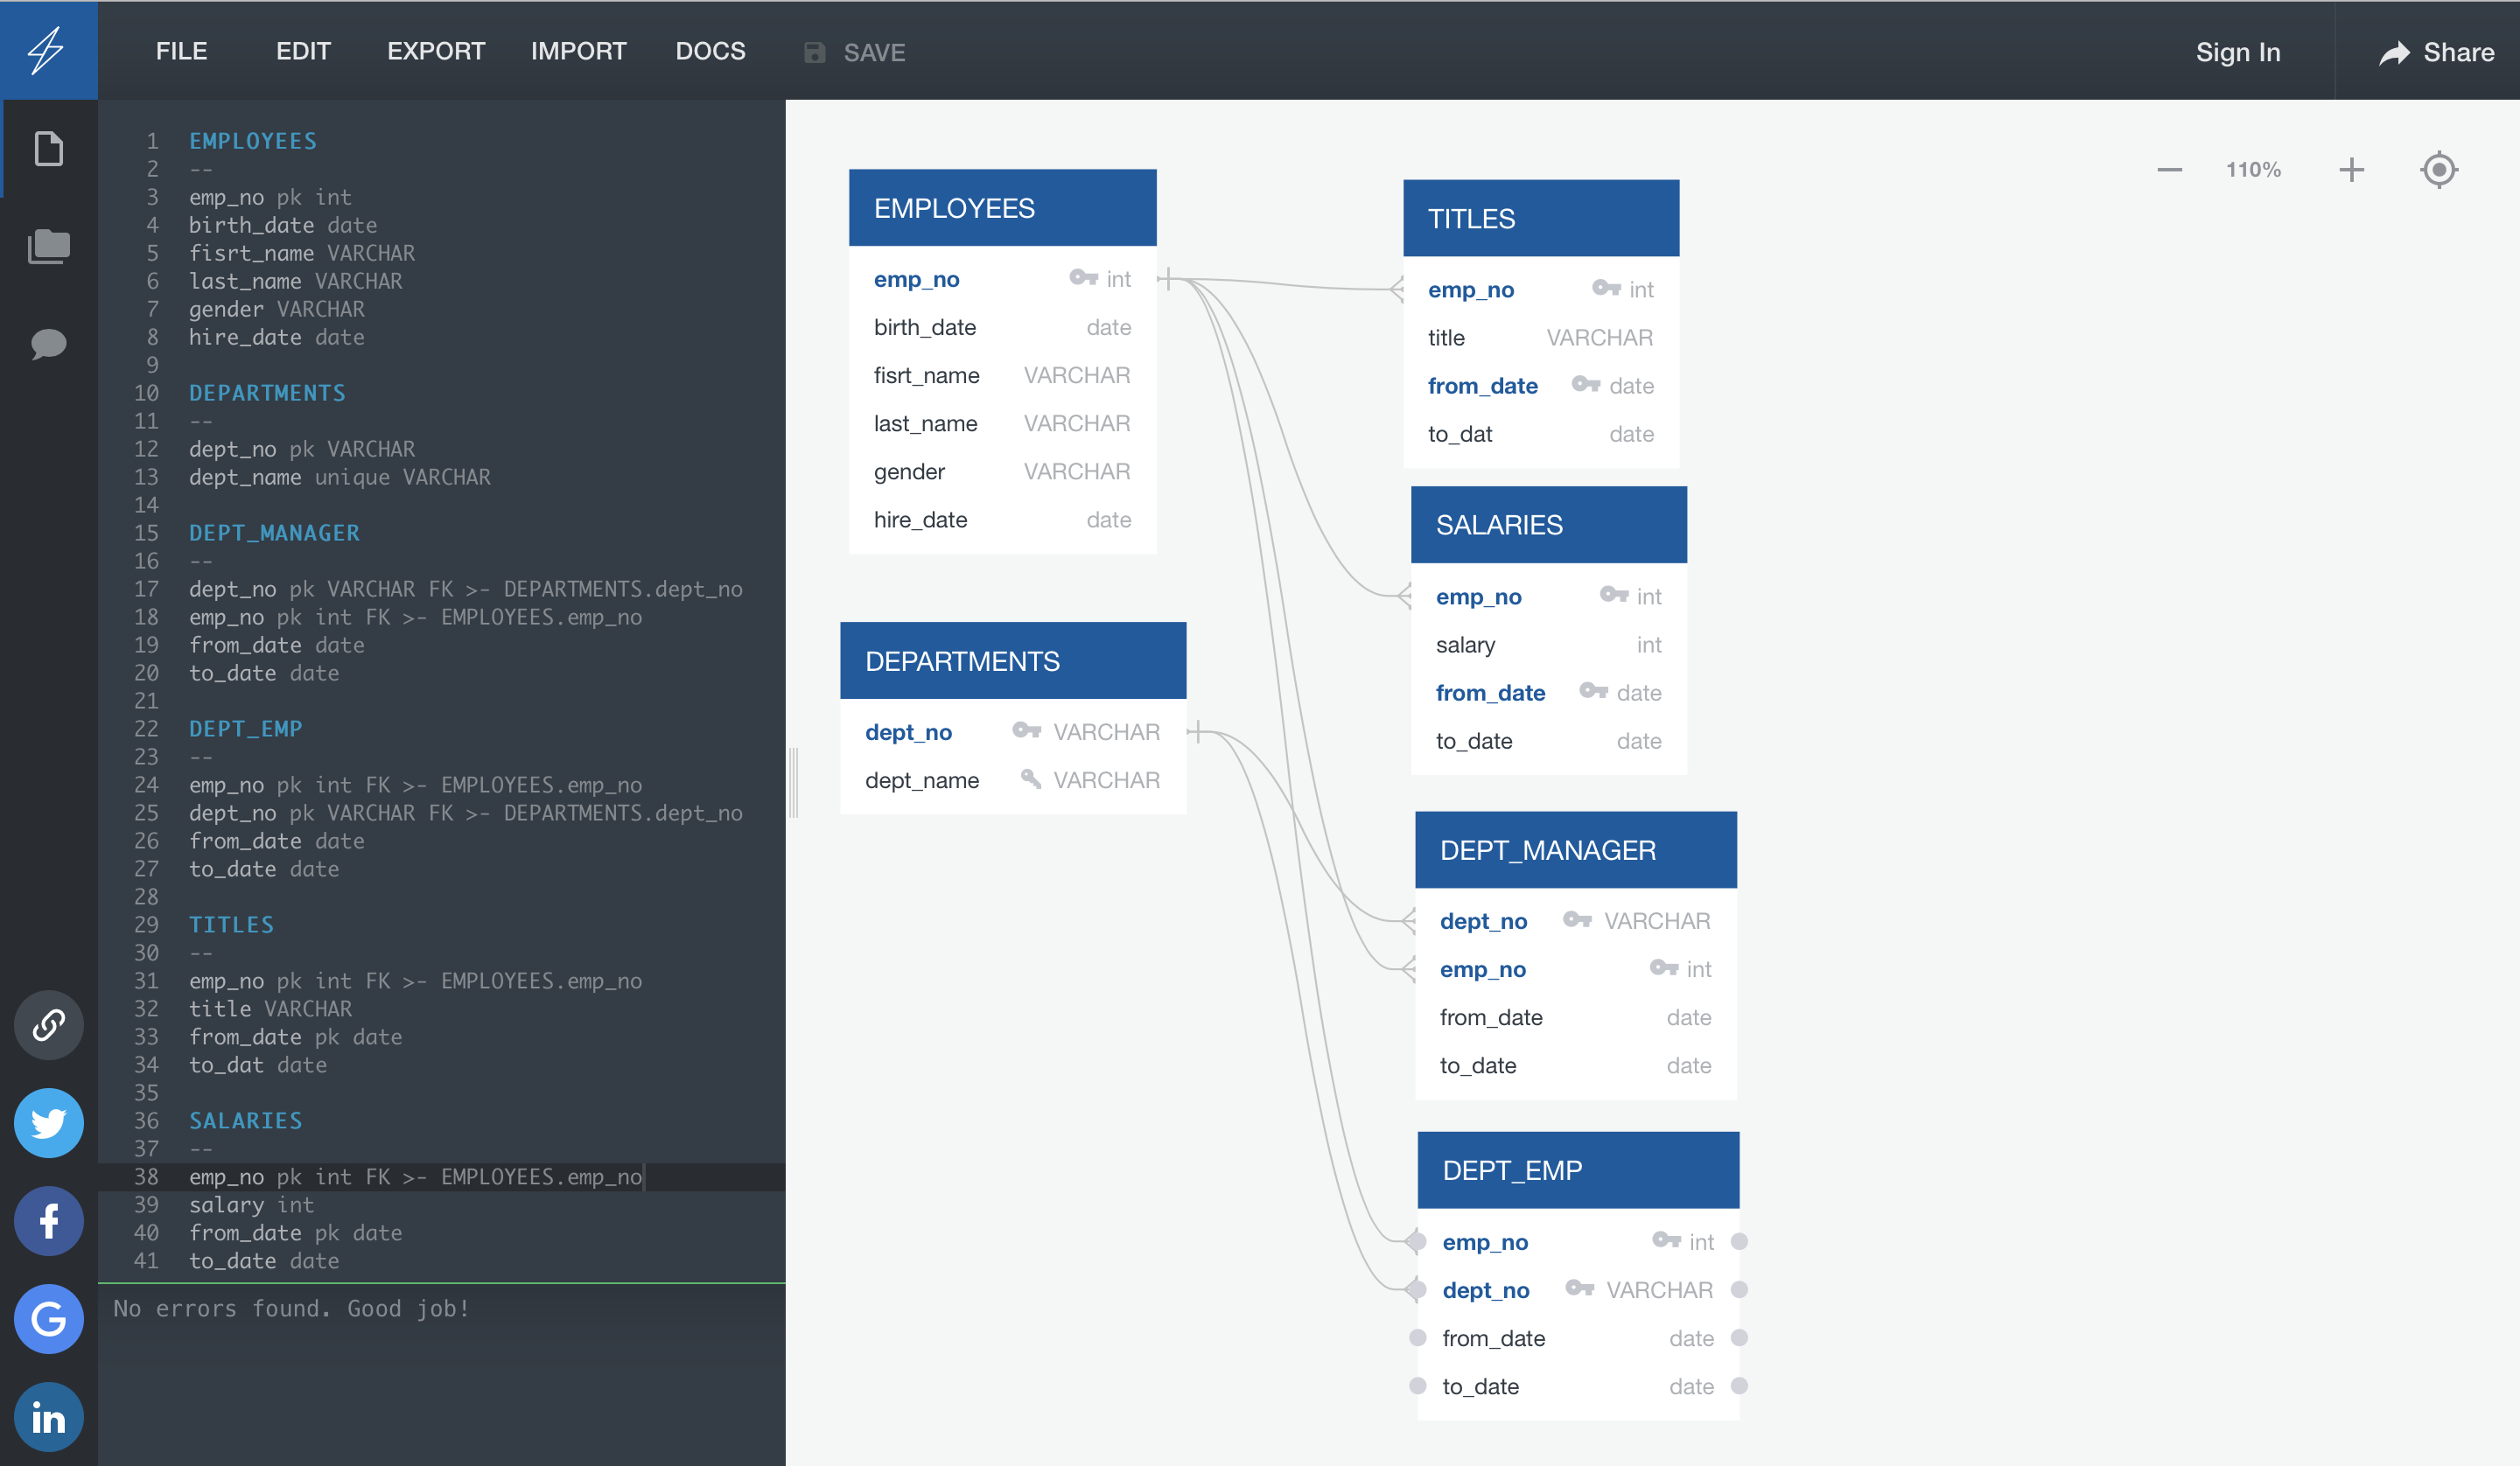 FILE EDIT EXPORT IMPORT DOCS SAVE Sign In Share
1 EMPLOYEES
2 --
3 emp_no pk int
4 birth_date date
5 fisrt_name VARCHAR
6 last_name VARCHAR
7 gender VARCHAR
8 hire_date date
9
10 DEPARTMENTS
11 --
12 dept_no pk VARCHAR
13 dept_name unique VARCHAR
14
15 DEPT_MANAGER
16 --
17 dept_no pk VARCHAR FK >- DEPARTMENTS.dept_no
18 emp_no pk int FK >- EMPLOYEES.emp_no
19 from_date date
20 to_date date
21
22 DEPT_EMP
23 --
24 emp_no pk int FK >- EMPLOYEES.emp_no
25 dept_no pk VARCHAR FK >- DEPARTMENTS.dept_no
26 from_date date
27 to_date date
28
29 TITLES
30 --
31 emp_no pk int FK >- EMPLOYEES.emp_no
32 title VARCHAR
33 from_date pk date
34 to_dat date
35
36 SALARIES
37 --
38 emp_no pk int FK >- EMPLOYEES.emp_no
39 salary int
40 from_date pk date
41 to_date date
No errors found. Good job!
110%
EMPLOYEES
emp_no int
birth_date date
fisrt_name VARCHAR
last_name VARCHAR
gender VARCHAR
hire_date date
DEPARTMENTS
dept_no VARCHAR
dept_name VARCHAR
TITLES
emp_no int
title VARCHAR
from_date date
to_dat date
SALARIES
emp_no int
salary int
from_date date
to_date date
DEPT_MANAGER
dept_no VARCHAR
emp_no int
from_date date
to_date date
DEPT_EMP
emp_no int
dept_no VARCHAR
from_date date
to_date date
f
G
in